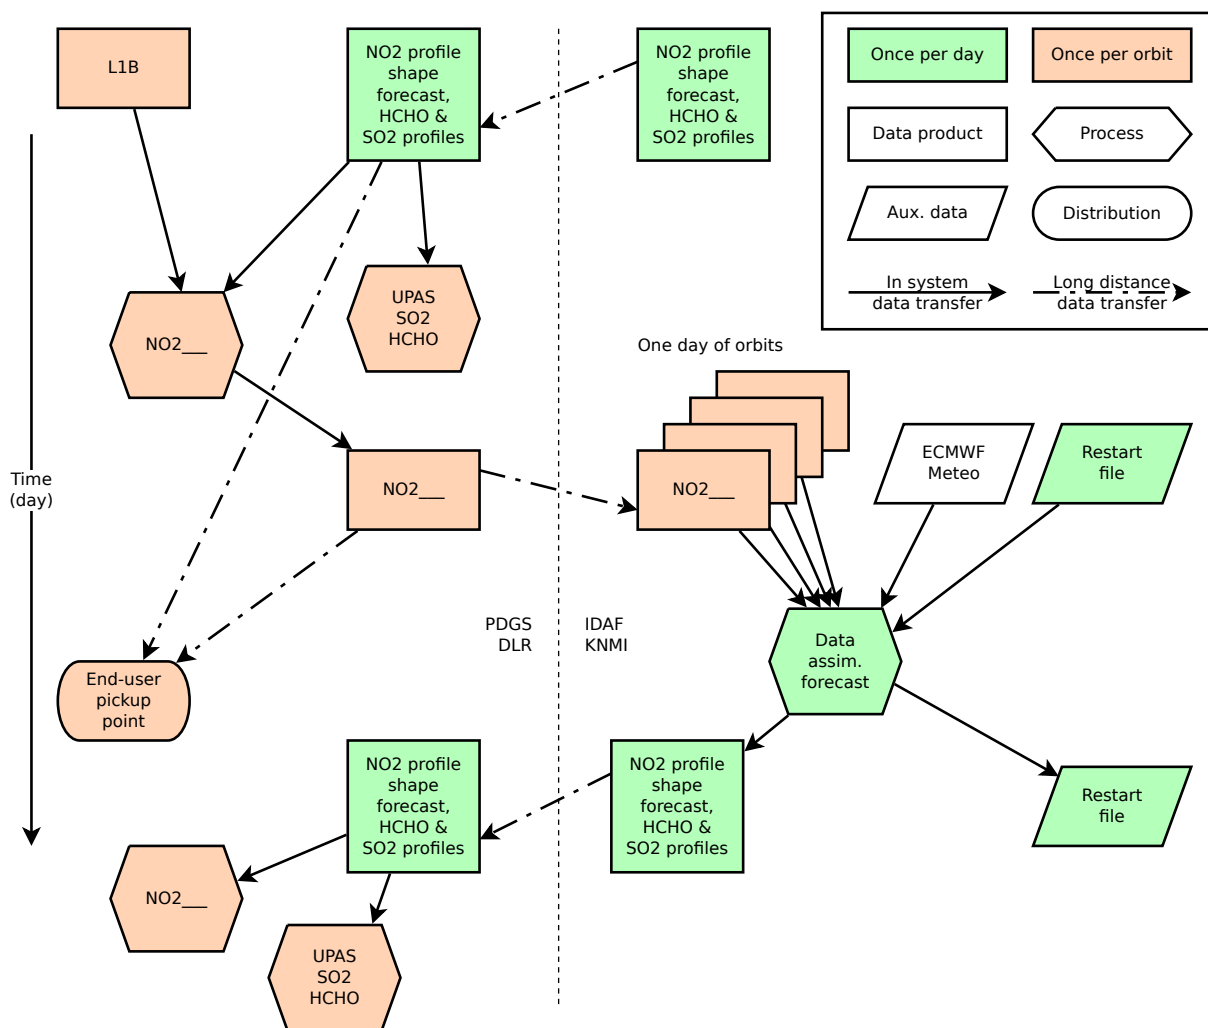 L1B
NO2 profile
shape
forecast,
HCHO &
SO2 profiles
NO2 profile
shape
forecast,
HCHO &
SO2 profiles
Once per day
Once per orbit
Data product
Process
Aux. data
Distribution
In system
data transfer
Long distance
data transfer
NO2___
UPAS
SO2
HCHO
One day of orbits
Time
(day)
NO2___
NO2___
ECMWF
Meteo
Restart
file
PDGS
DLR
IDAF
KNMI
Data
assim.
forecast
End-user
pickup
point
NO2 profile
shape
forecast,
HCHO &
SO2 profiles
NO2 profile
shape
forecast,
HCHO &
SO2 profiles
Restart
file
NO2___
UPAS
SO2
HCHO